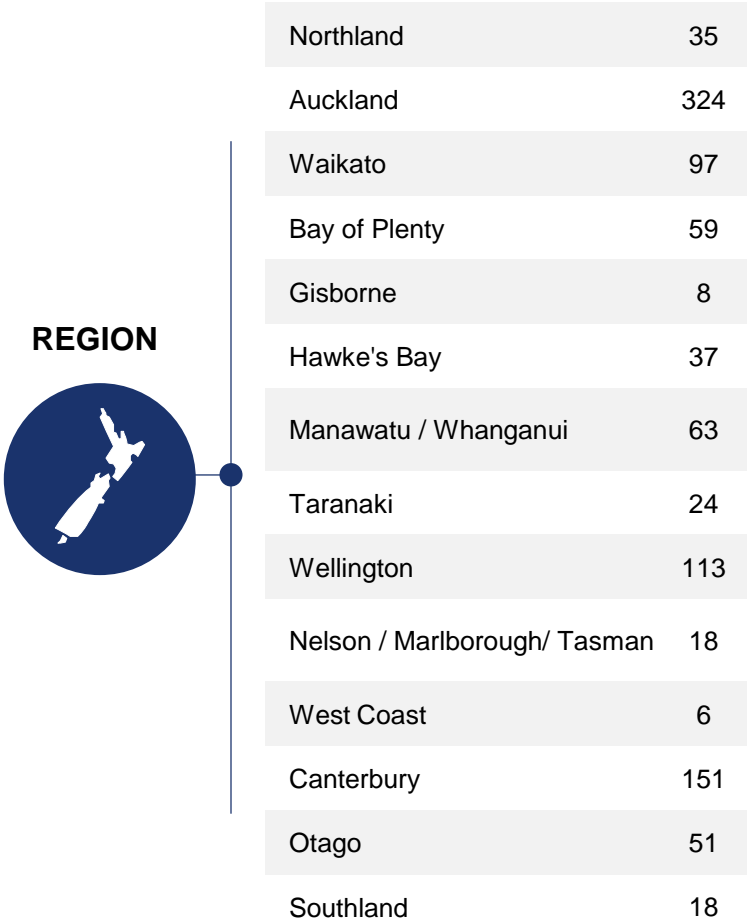 REGION
Northland 35
Auckland 324
Waikato 97
Bay of Plenty 59
Gisborne 8
Hawke's Bay 37
Manawatu / Whanganui 63
Taranaki 24
Wellington 113
Nelson / Marlborough/ Tasman 18
West Coast 6
Canterbury 151
Otago 51
Southland 18